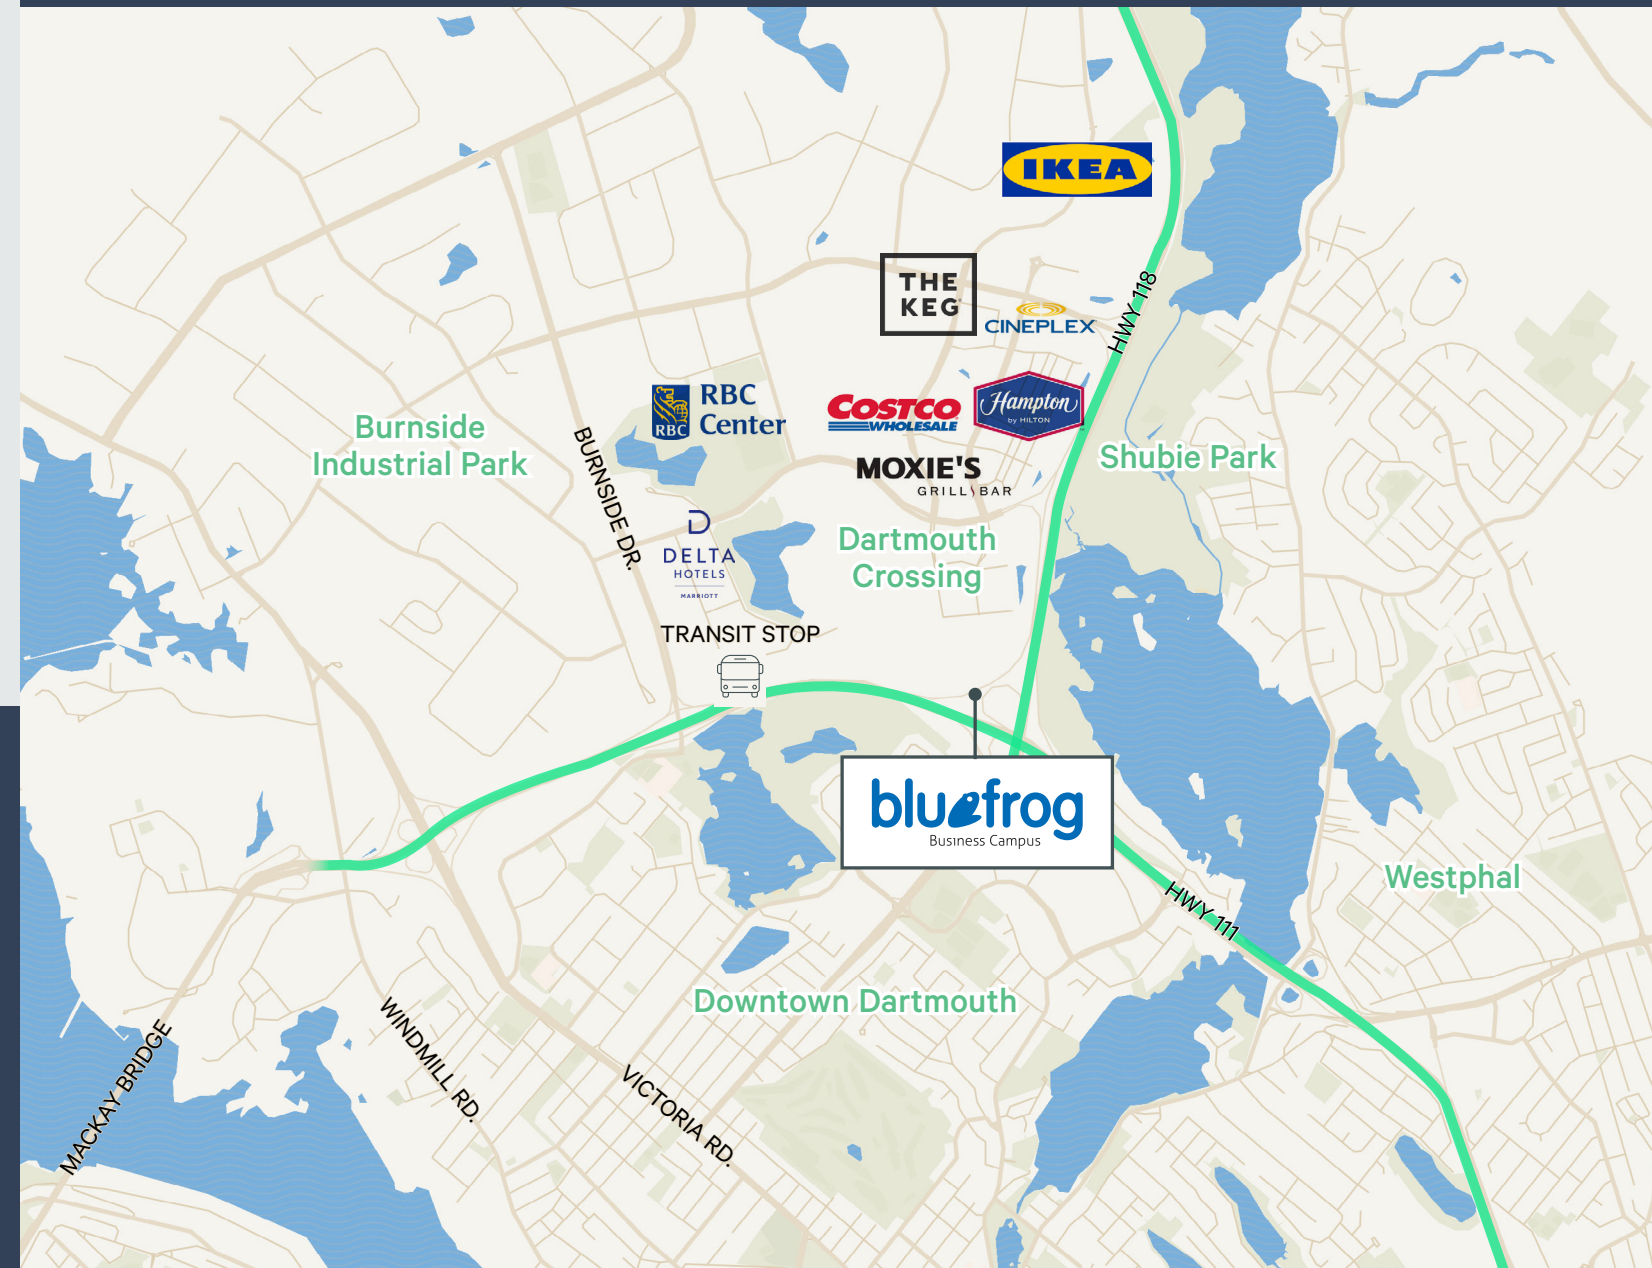 IKEA
THE
KEG
CINEPLEX
HWY 118
RBC
RBC
Center
COSTCO
WHOLESALE
Hampton
by HILTON
Burnside
Industrial Park
BURNSIDE DR.
MOXIE'S
GRILL BAR
Shubie Park
D
DELTA
HOTELS
MARRIOTT
Dartmouth
Crossing
TRANSIT STOP
bluefrog
Business Campus
Westphal
HWY 111
Downtown Dartmouth
WINDMILL RD.
MACKAY BRIDGE
VICTORIA RD.